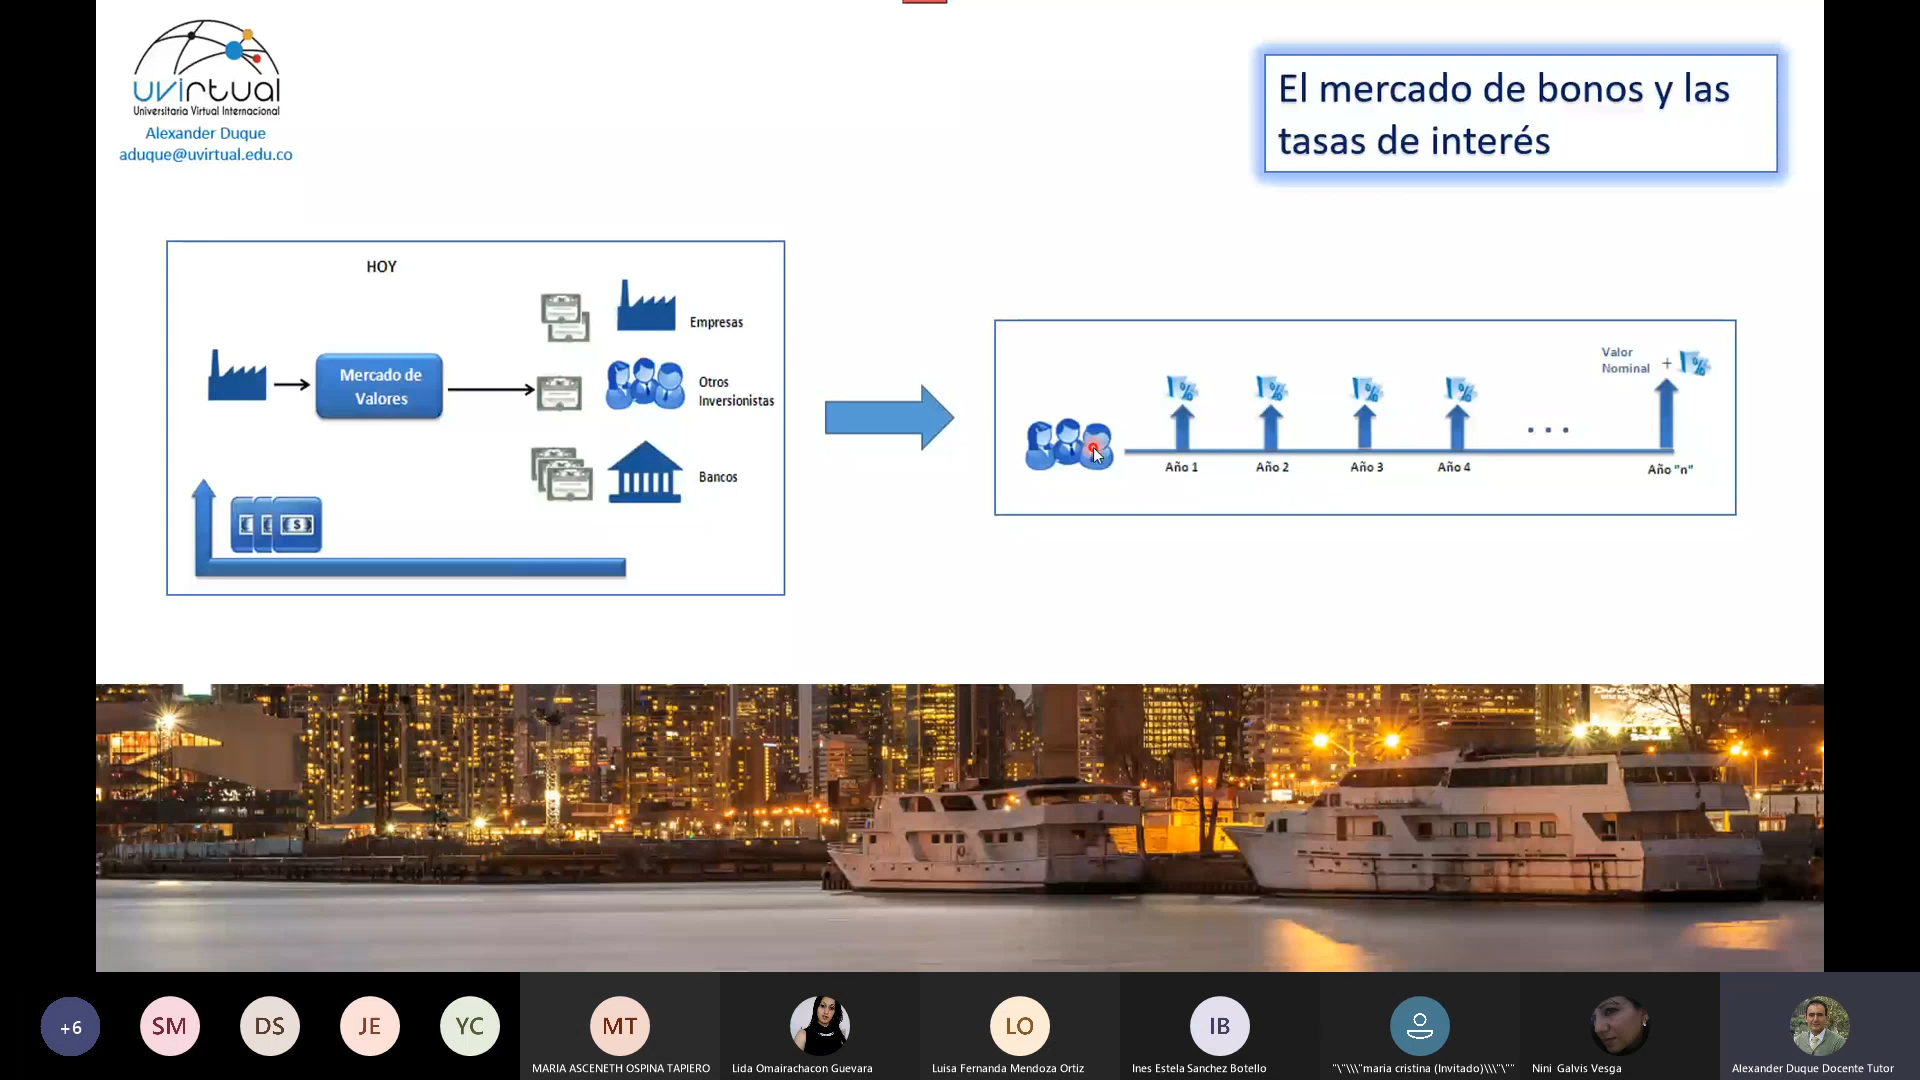 uvirtual
Universitaria Virtual Internacional
Alexander Duque
aduque@uvirtual.edu.co
El mercado de bonos y las
tasas de interés
HOY
Mercado de
Valores
Empresas
Otros
Inversionistas
Bancos
$
Valor
Nominal
+
%
%
%
%
%
. . .
Año 1
Año 2
Año 3
Año 4
Año "n"
+6
SM
DS
JE
YC
MT
MARIA ASCENETH OSPINA TAPIERO
Lida Omairachacon Guevara
LO
Luisa Fernanda Mendoza Ortiz
IB
Ines Estela Sanchez Botello
"\"\\\"maria cristina (Invitado)\\\"\""
Nini Galvis Vesga
Alexander Duque Docente Tutor